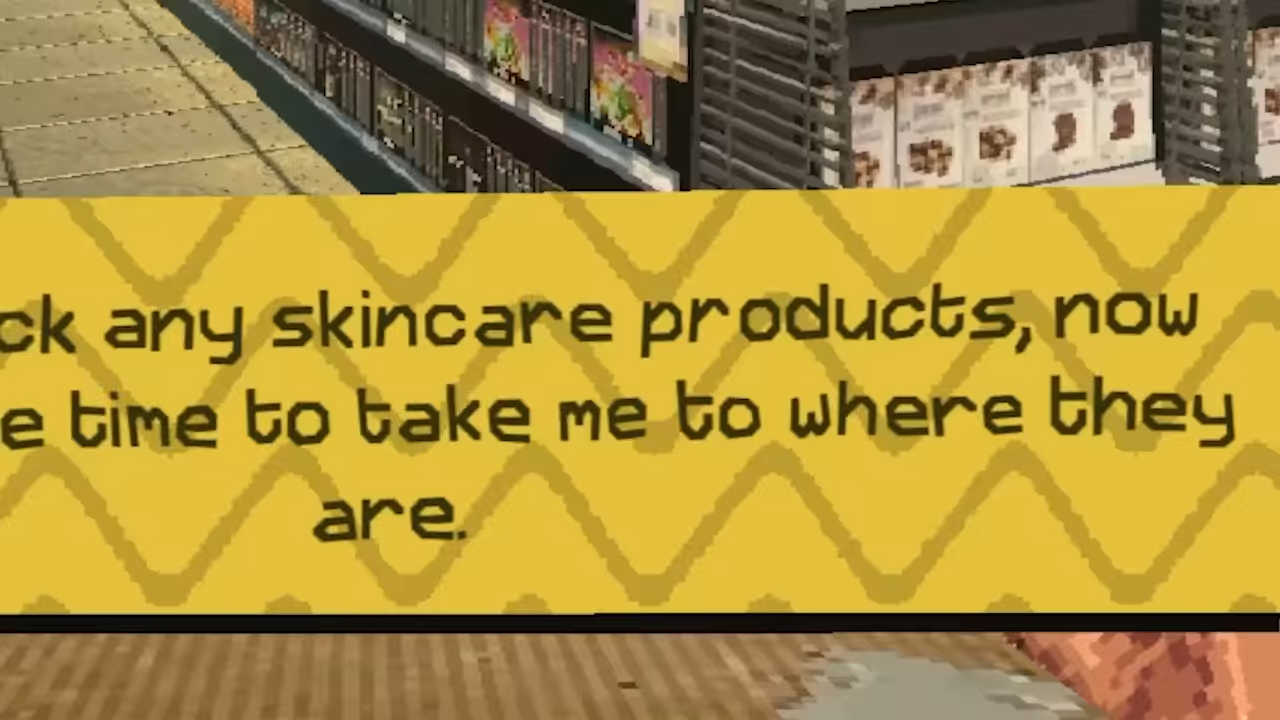 ck any skincare products, now
e time to take me to where they
are.